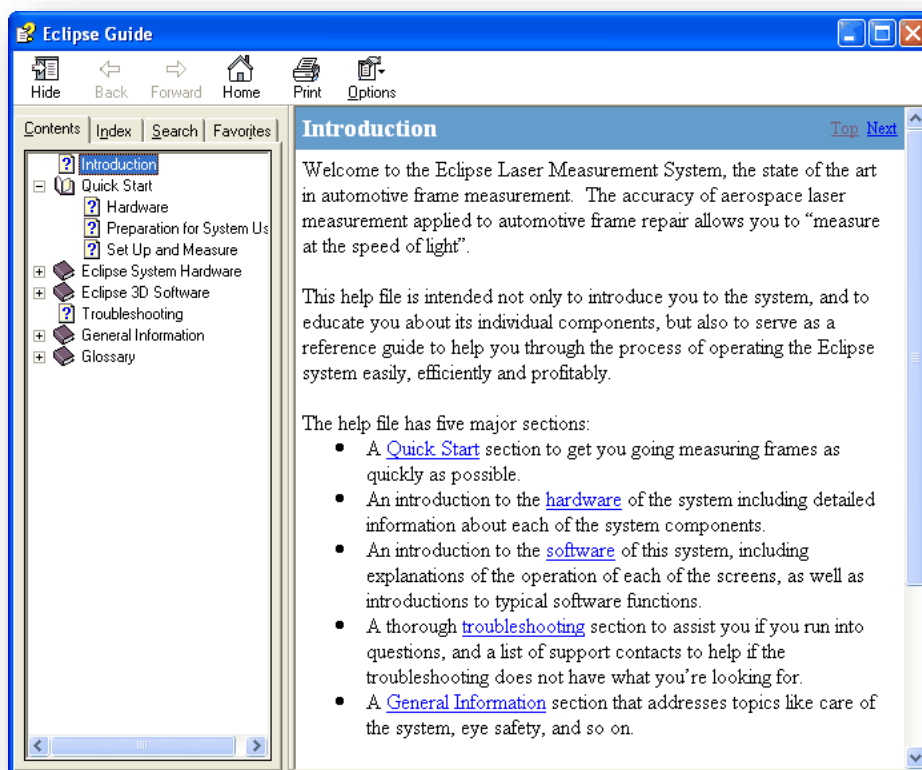 Eclipse Guide
Hide Back Forward Home Print Options
Contents Index Search Favorites
Introduction
Quick Start
Hardware
Preparation for System Us
Set Up and Measure
Eclipse System Hardware
Eclipse 3D Software
Troubleshooting
General Information
Glossary
Introduction Top Next
Welcome to the Eclipse Laser Measurement System, the state of the art
in automotive frame measurement.  The accuracy of aerospace laser
measurement applied to automotive frame repair allows you to “measure
at the speed of light”.
This help file is intended not only to introduce you to the system, and to
educate you about its individual components, but also to serve as a
reference guide to help you through the process of operating the Eclipse
system easily, efficiently and profitably.
The help file has five major sections:
• A Quick Start section to get you going measuring frames as
quickly as possible.
• An introduction to the hardware of the system including detailed
information about each of the system components.
• An introduction to the software of this system, including
explanations of the operation of each of the screens, as well as
introductions to typical software functions.
• A thorough troubleshooting section to assist you if you run into
questions, and a list of support contacts to help if the
troubleshooting does not have what you’re looking for.
• A General Information section that addresses topics like care of
the system, eye safety, and so on.